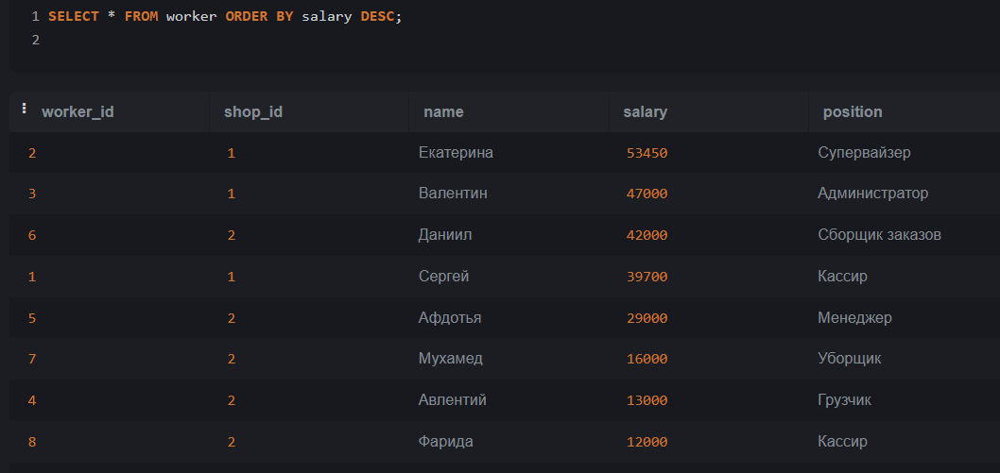 1 SELECT * FROM worker ORDER BY salary DESC;
2
worker_id shop_id name salary position
2 1 Екатерина 53450 Супервайзер
3 1 Валентин 47000 Администратор
6 2 Даниил 42000 Сборщик заказов
1 1 Сергей 39700 Кассир
5 2 Афдотья 29000 Менеджер
7 2 Мухамед 16000 Уборщик
4 2 Авлентий 13000 Грузчик
8 2 Фарида 12000 Кассир